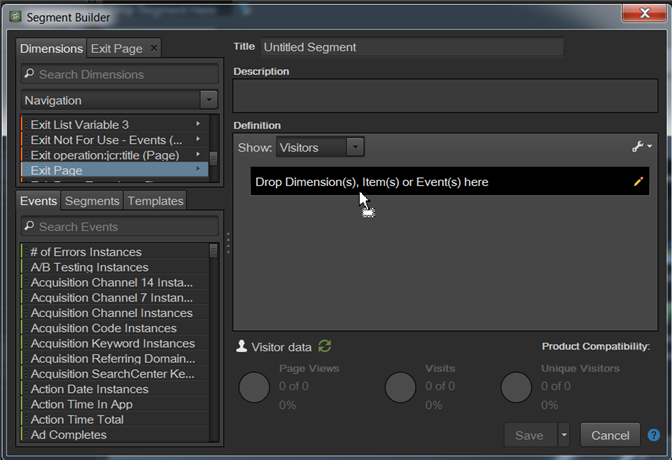 Segment Builder
Dimensions Exit Page ×
Search Dimensions
Navigation
Exit List Variable 3
Exit Not For Use - Events (...
Exit operation:jcr:title (Page)
Exit Page
Events Segments Templates
Search Events
# of Errors Instances
A/B Testing Instances
Acquisition Channel 14 Insta...
Acquisition Channel 7 Instan...
Acquisition Channel Instances
Acquisition Code Instances
Acquisition Keyword Instances
Acquisition Referring Domain...
Acquisition SearchCenter Ke...
Action Date Instances
Action Time In App
Action Time Total
Ad Completes
Title Untitled Segment
Description
Definition
Show: Visitors
Drop Dimension(s), Item(s) or Event(s) here
Visitor data
Product Compatibility:
Page Views
0 of 0
0%
Visits
0 of 0
0%
Unique Visitors
0 of 0
0%
Save Cancel ?